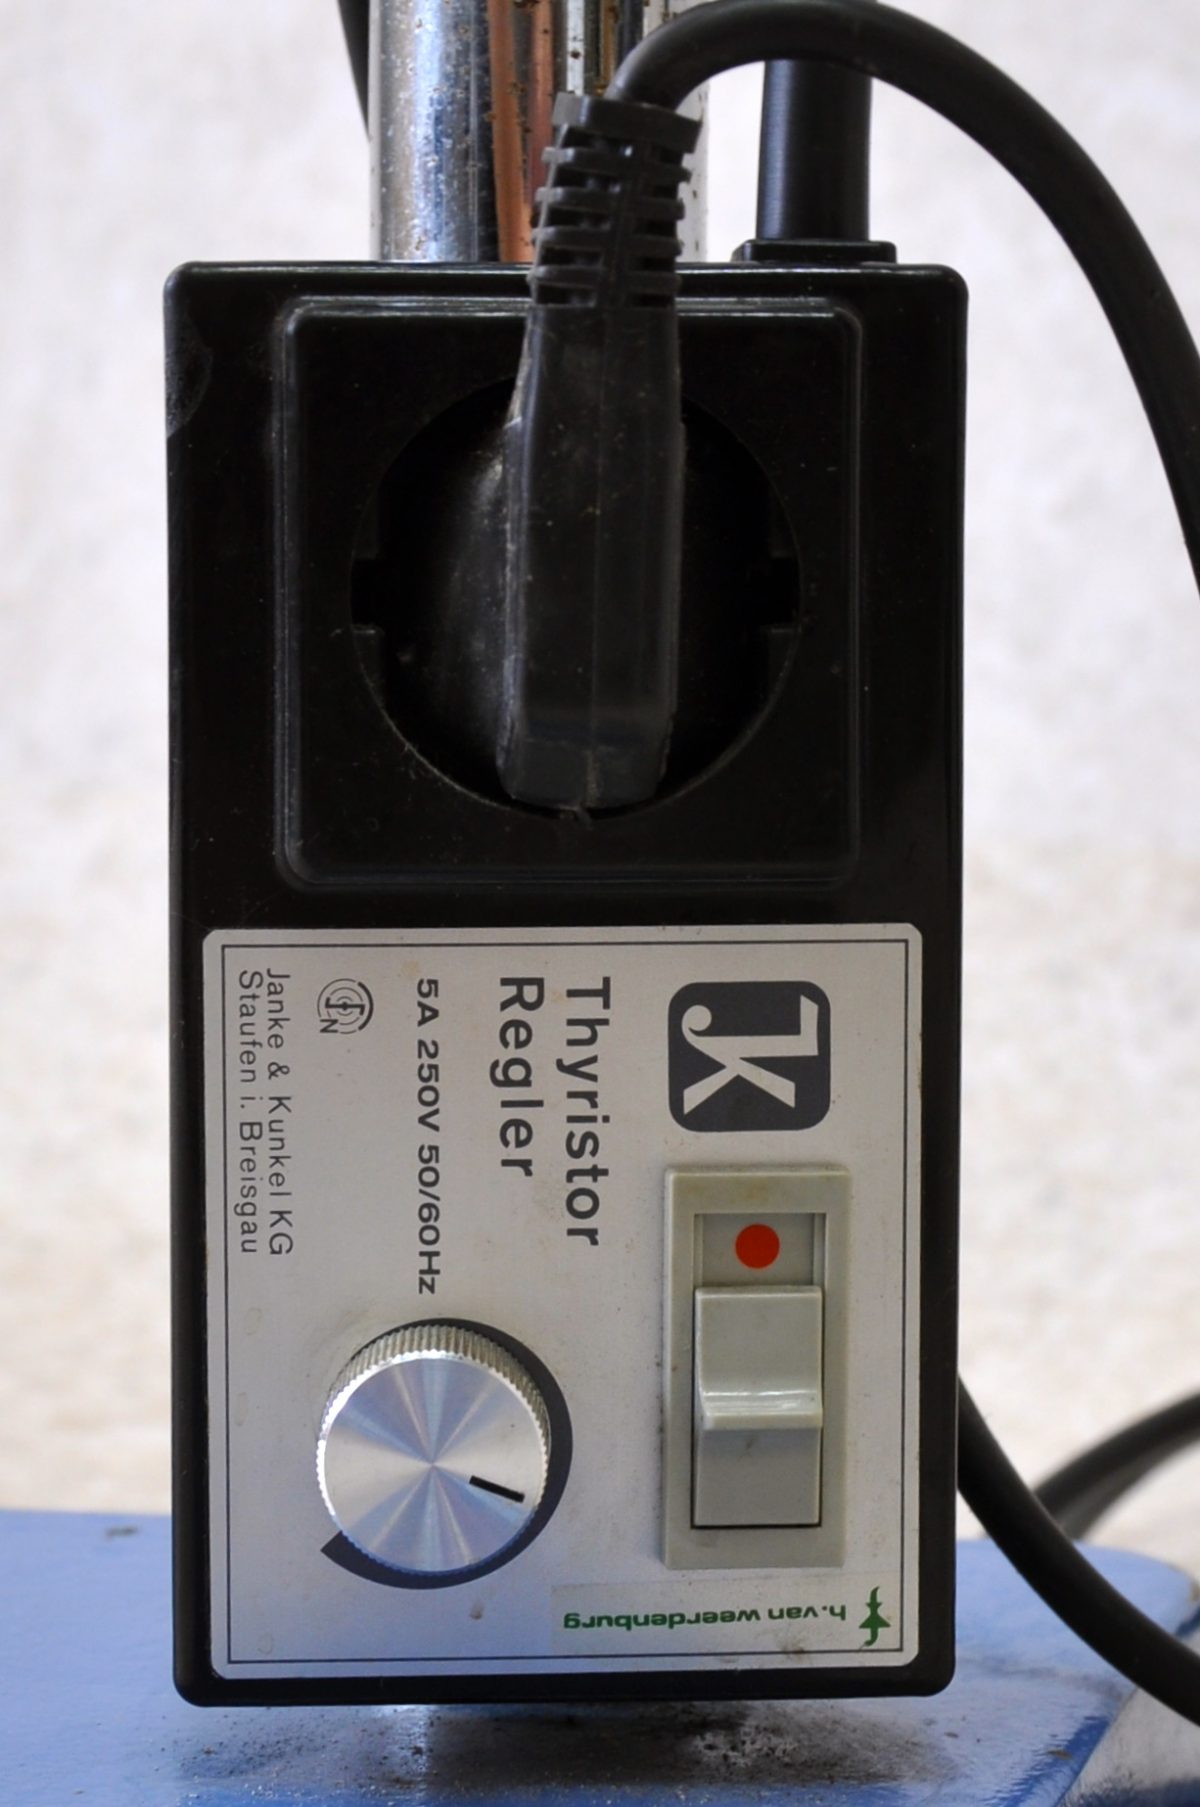 JK
Thyristor
Regler
5A 250V 50/60Hz
N
Janke & Kunkel KG
Staufen i. Breisgau
h. van weerdenburg